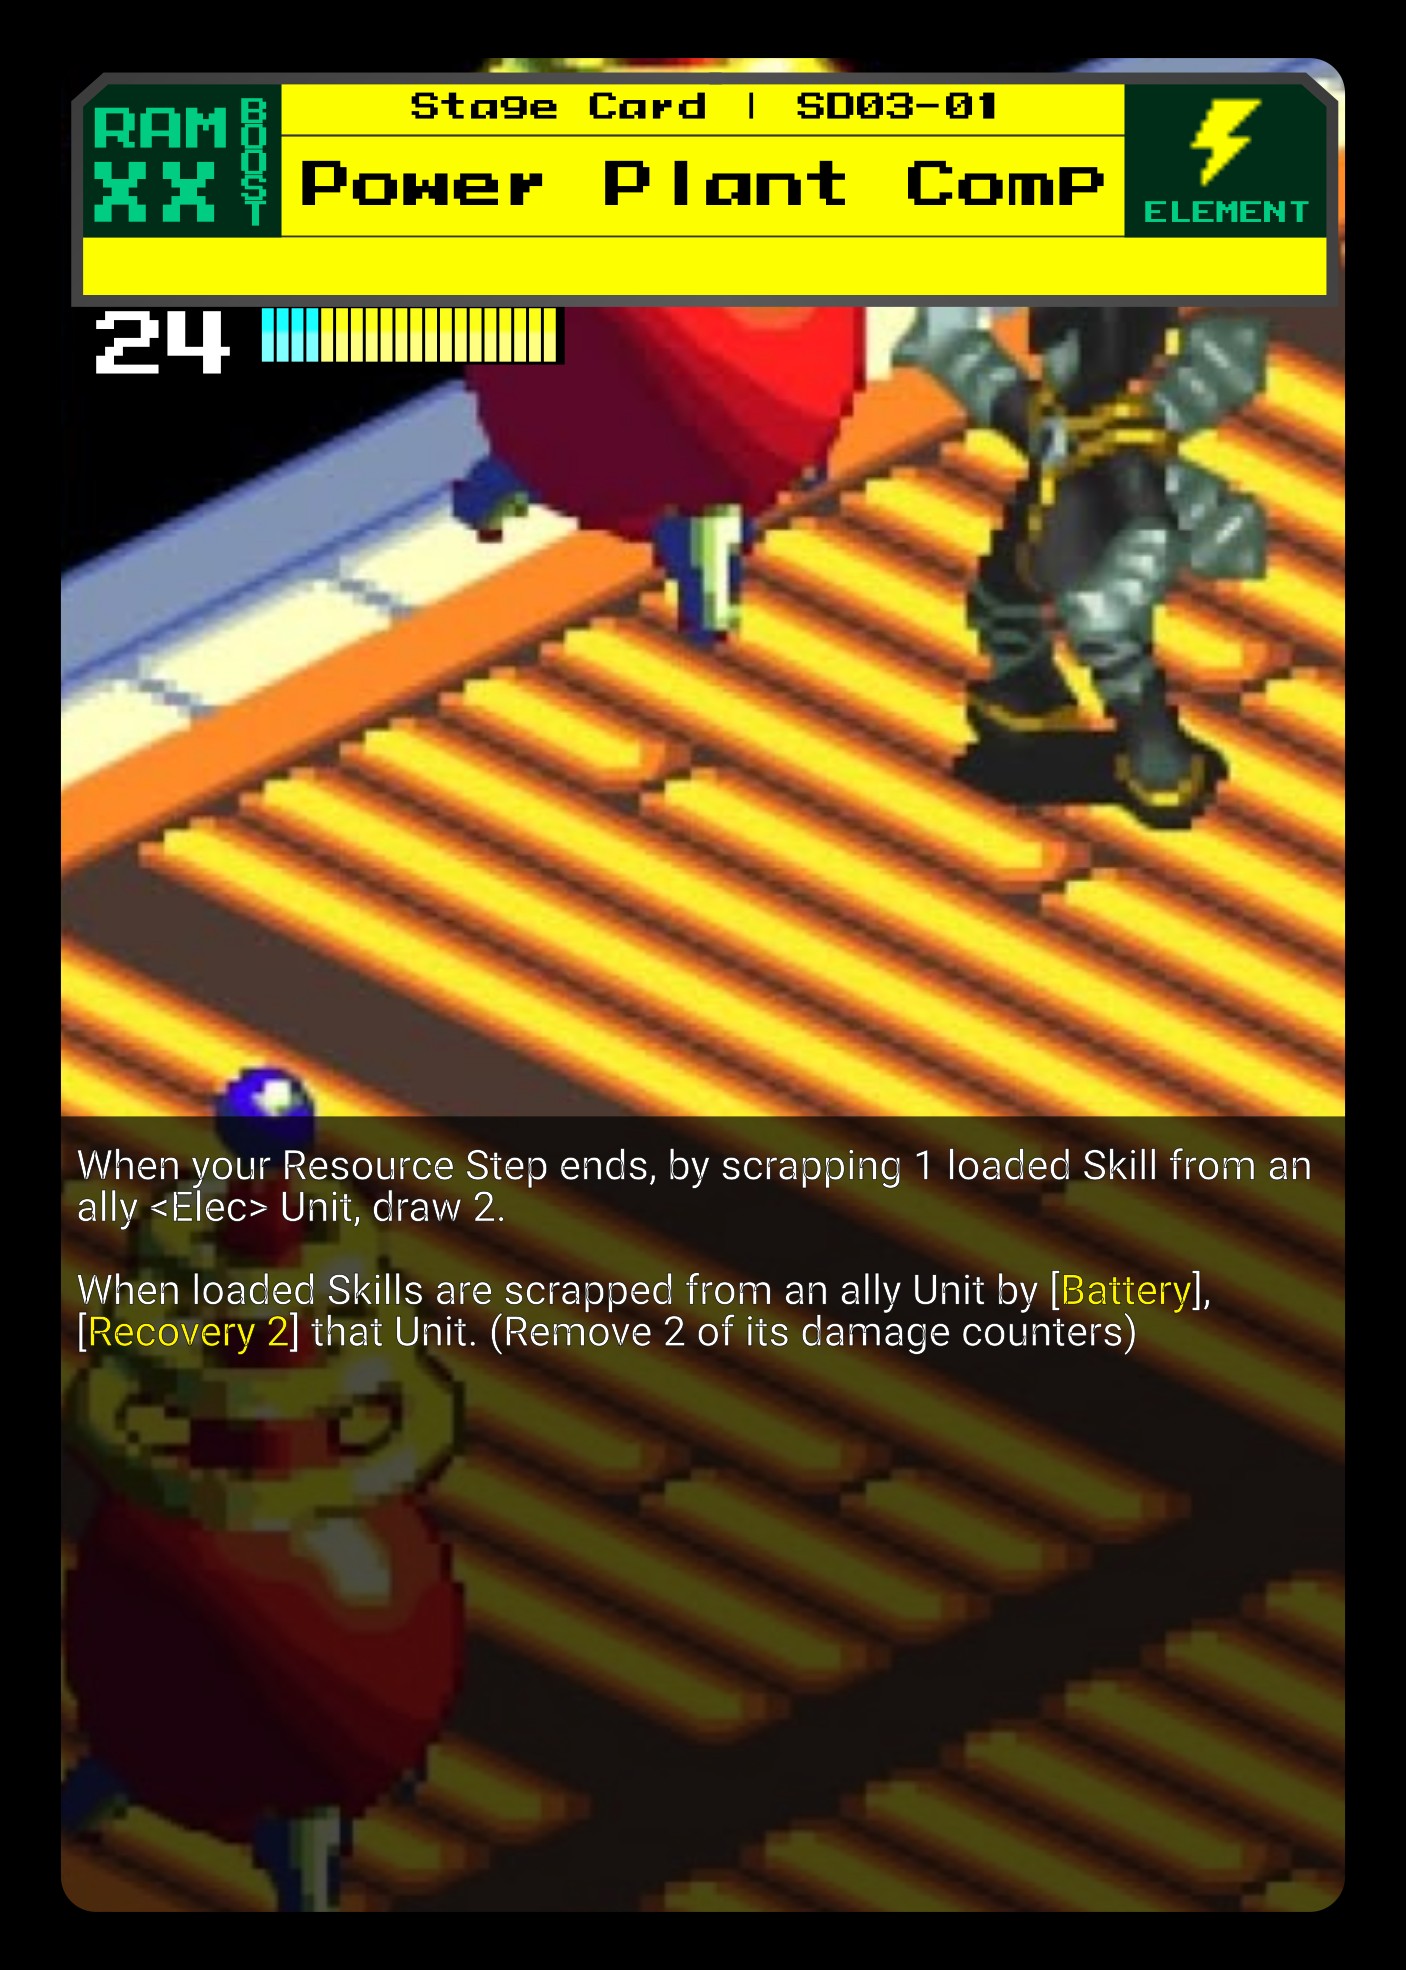 RAM BOOST
XX
Stage Card | SD03-01
Power Plant Comp
ELEMENT
24
When your Resource Step ends, by scrapping 1 loaded Skill from an
ally <Elec> Unit, draw 2.
When loaded Skills are scrapped from an ally Unit by [Battery],
[Recovery 2] that Unit. (Remove 2 of its damage counters)